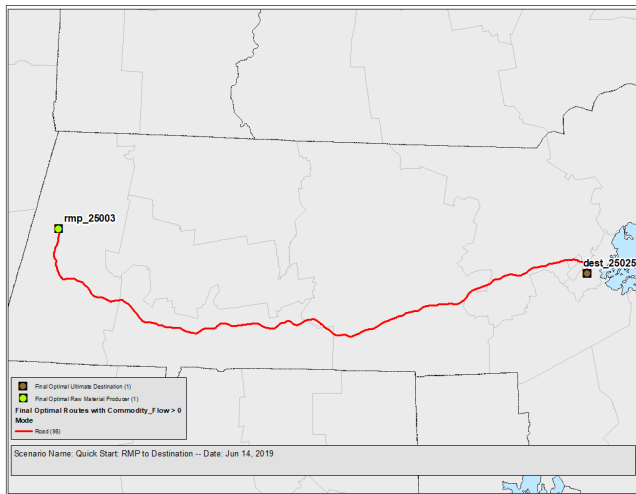 rmp_25003
dest_25025
Final Optimal Ultimate Destination (1)
Final Optimal Raw Material Producer (1)
Final Optimal Routes with Commodity_Flow > 0
Mode
Road (98)
Scenario Name: Quick Start: RMP to Destination -- Date: Jun 14, 2019